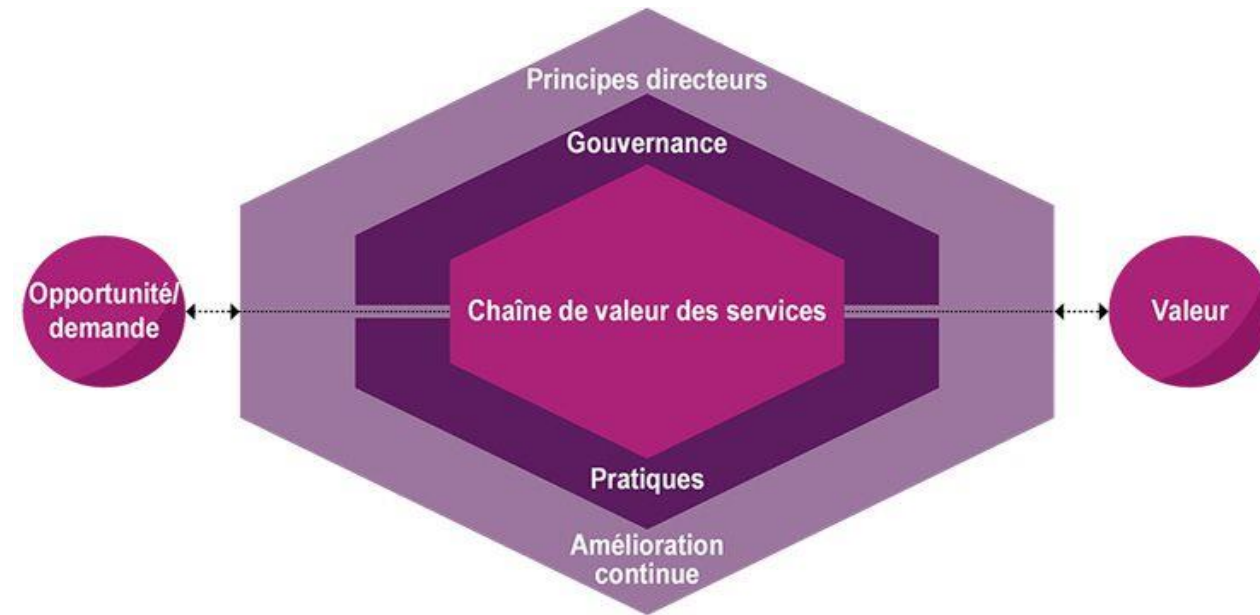 Principes directeurs
Gouvernance
Opportunité/
demande
Chaîne de valeur des services
Valeur
Pratiques
Amélioration
continue